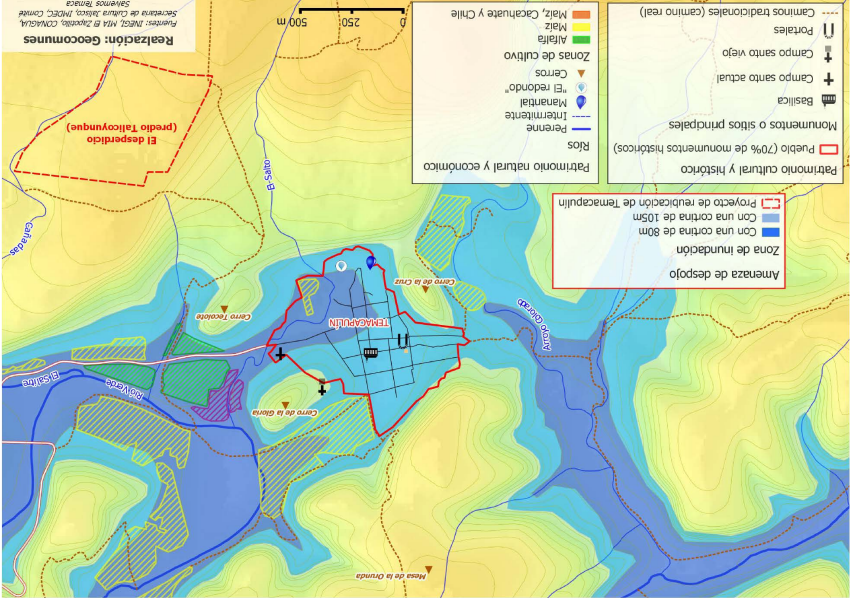 Mesa de la Orunda
Cerro de la Gloria
Río Verde
El Salitre
TEMACAPULÍN
Arroyo Colorado
Cerro Tecolote
Cerro de la Cruz
Cañadas
El Salto
Amenaza de despojo
Zona de inundación
Con una cortina de 80m
Con una cortina de 105m
Proyecto de reubicación de Temacapulín
Patrimonio cultural y histórico
Pueblo (70% de monumentos históricos)
Monumentos o sitios principales
Basílica
Campo santo actual
Campo santo viejo
Portales
Caminos tradicionales (camino real)
Patrimonio natural y económico
Ríos
Perenne
Intermitente
Manantial
"El redondo"
Cerros
Zonas de cultivo
Alfalfa
Maíz
Maíz, Cacahuate y Chile
0 250 500 m
El desperdicio
(predio Talicoyunque)
Realización: Geocomunes
Fuentes: INEGI, MIA El Zapotillo, CONAGUA,
Secretaría de Cultura Jalisco, IMDEC, Comité
Salvemos Temaca